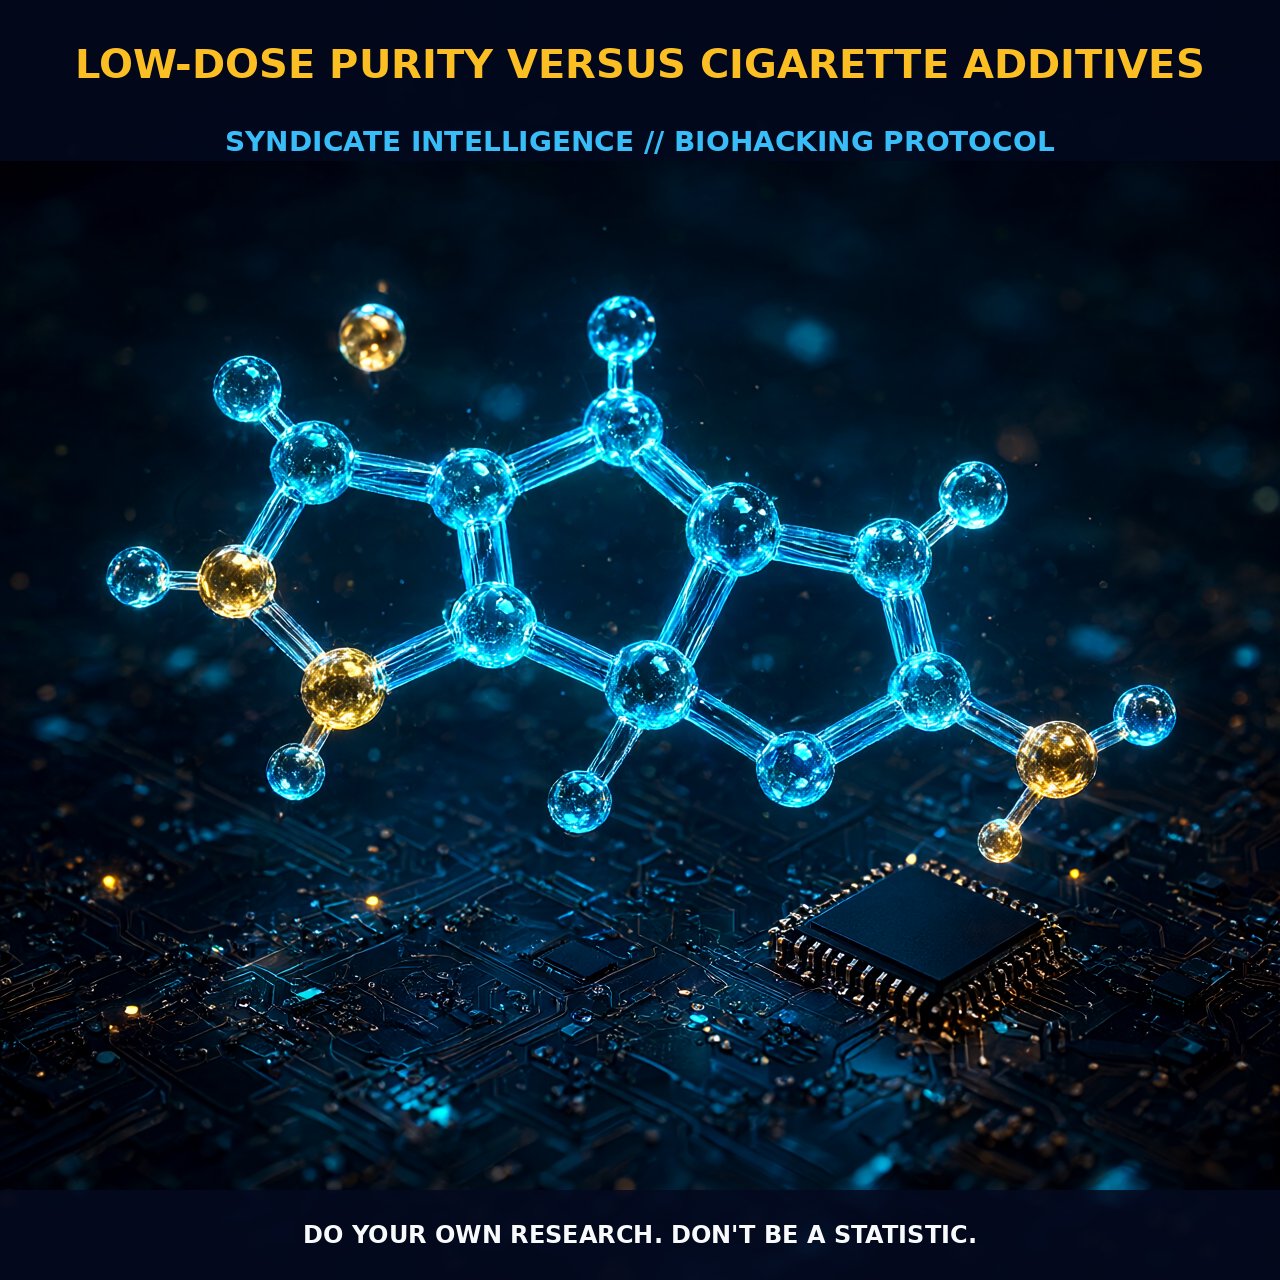 LOW-DOSE PURITY VERSUS CIGARETTE ADDITIVES
SYNDICATE INTELLIGENCE // BIOHACKING PROTOCOL
DO YOUR OWN RESEARCH. DON'T BE A STATISTIC.